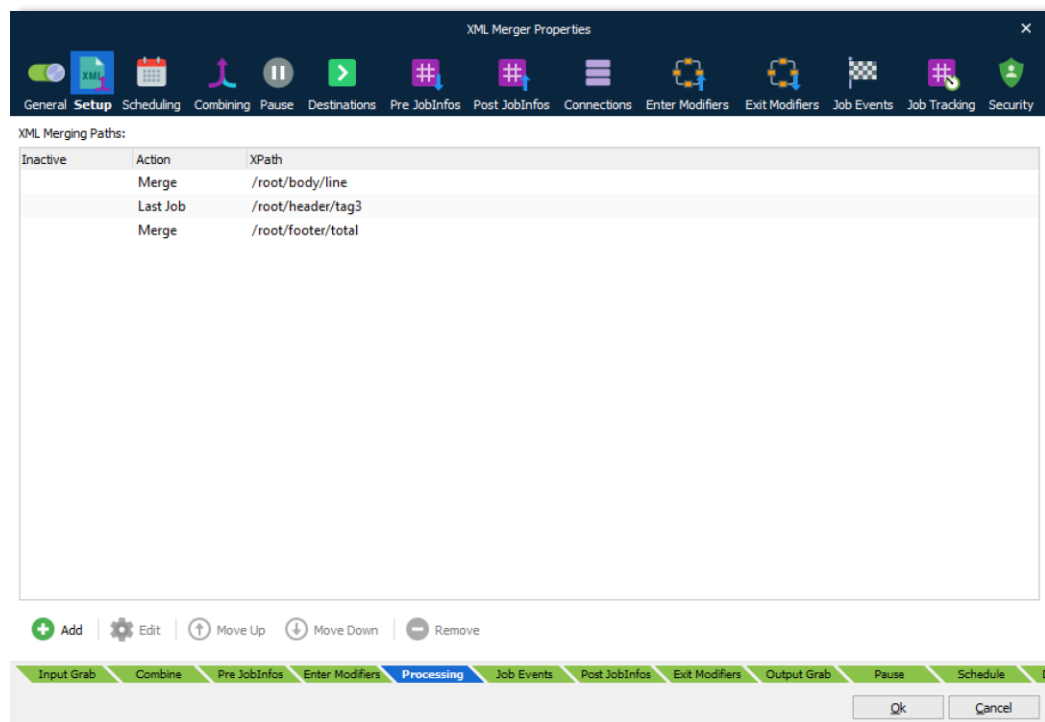 XML Merger Properties
XML
General Setup Scheduling Combining Pause Destinations Pre JobInfos Post JobInfos Connections Enter Modifiers Exit Modifiers Job Events Job Tracking Security
XML Merging Paths:
Inactive Action XPath
Merge /root/body/line
Last Job /root/header/tag3
Merge /root/footer/total
Add Edit Move Up Move Down Remove
Input Grab Combine Pre JobInfos Enter Modifiers Processing Job Events Post JobInfos Exit Modifiers Output Grab Pause Schedule
Ok Cancel